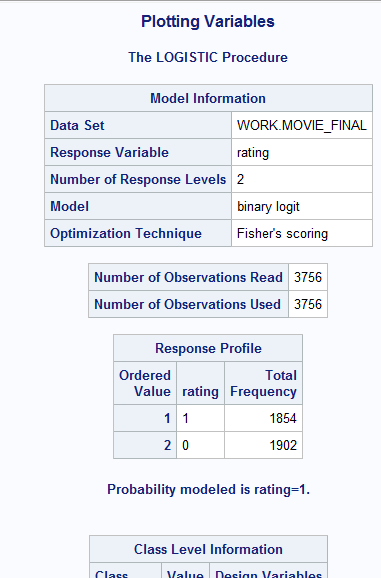 Plotting Variables
The LOGISTIC Procedure
Model Information
Data Set WORK.MOVIE_FINAL
Response Variable rating
Number of Response Levels 2
Model binary logit
Optimization Technique Fisher's scoring
Number of Observations Read 3756
Number of Observations Used 3756
Response Profile
Ordered Value rating Total Frequency
1 1 1854
2 0 1902
Probability modeled is rating=1.
Class Level Information
Class Value Design Variables